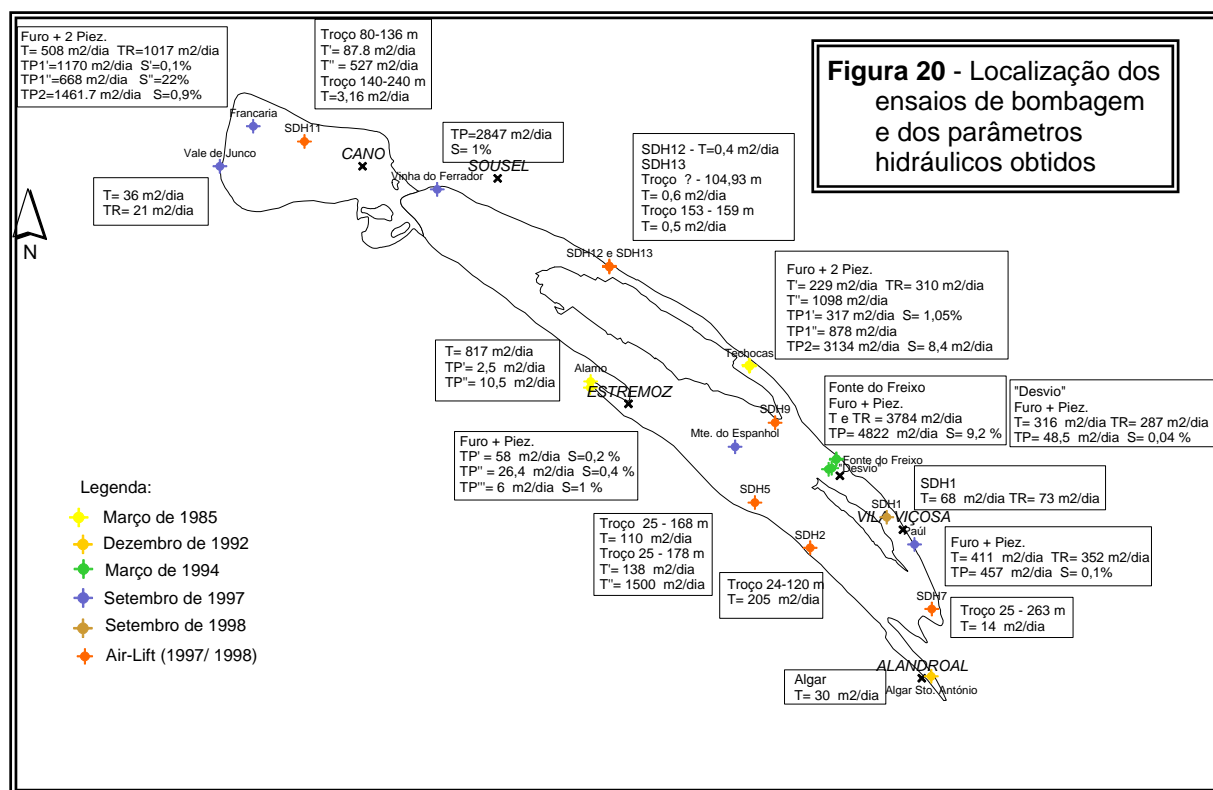 Furo + 2 Piez.
T= 508 m2/dia  TR=1017 m2/dia
TP1'=1170 m2/dia  S'=0,1%
TP1''=668 m2/dia  S''=22%
TP2=1461.7 m2/dia  S=0,9%
Troço 80-136 m
T'= 87.8 m2/dia
T'' = 527 m2/dia
Troço 140-240 m
T=3,16 m2/dia
Figura 20 - Localização dos
ensaios de bombagem
e dos parâmetros
hidráulicos obtidos
Francaria
SDH11
Vale de Junco
CANO
TP=2847 m2/dia
S= 1%
SOUSEL
Vinha do Ferrador
T= 36 m2/dia
TR= 21 m2/dia
N
SDH12 - T=0,4 m2/dia
SDH13
Troço ? - 104,93 m
T= 0,6 m2/dia
Troço 153 - 159 m
T= 0,5 m2/dia
SDH12 e SDH13
Furo + 2 Piez.
T'= 229 m2/dia  TR= 310 m2/dia
T''= 1098 m2/dia
TP1'= 317 m2/dia  S= 1,05%
TP1''= 878 m2/dia
TP2= 3134 m2/dia  S= 8,4 m2/dia
Techocas
T= 817 m2/dia
TP'= 2,5  m2/dia
TP''= 10,5  m2/dia
Alamo
ESTREMOZ
Fonte do Freixo
Furo + Piez.
T e TR= 3784 m2/dia
TP= 4822  m2/dia  S= 9,2 %
"Desvio"
Furo + Piez.
T= 316  m2/dia TR= 287 m2/dia
TP= 48,5  m2/dia  S= 0,04 %
SDH9
Mte. do Espanhol
Furo + Piez.
TP' = 58  m2/dia  S=0,2 %
TP'' = 26,4  m2/dia  S=0,4 %
TP'''= 6  m2/dia  S=1 %
Fonte do Freixo
"Desvio"
SDH1
T= 68  m2/dia TR= 73 m2/dia
SDH5
SDH1
VILA VIÇOSA
Paúl
Legenda:
Março de 1985
Dezembro de 1992
Março de 1994
Setembro de 1997
Setembro de 1998
Air-Lift (1997/ 1998)
Troço  25 - 168 m
T= 110  m2/dia
Troço 25 - 178 m
T'= 138  m2/dia
T''= 1500  m2/dia
SDH2
Furo + Piez.
T= 411  m2/dia  TR= 352 m2/dia
TP= 457  m2/dia  S= 0,1%
Troço 24-120 m
T= 205  m2/dia
SDH7
Troço 25 - 263 m
T= 14  m2/dia
ALANDROAL
Algar
T= 30  m2/dia
Algar Sto. António